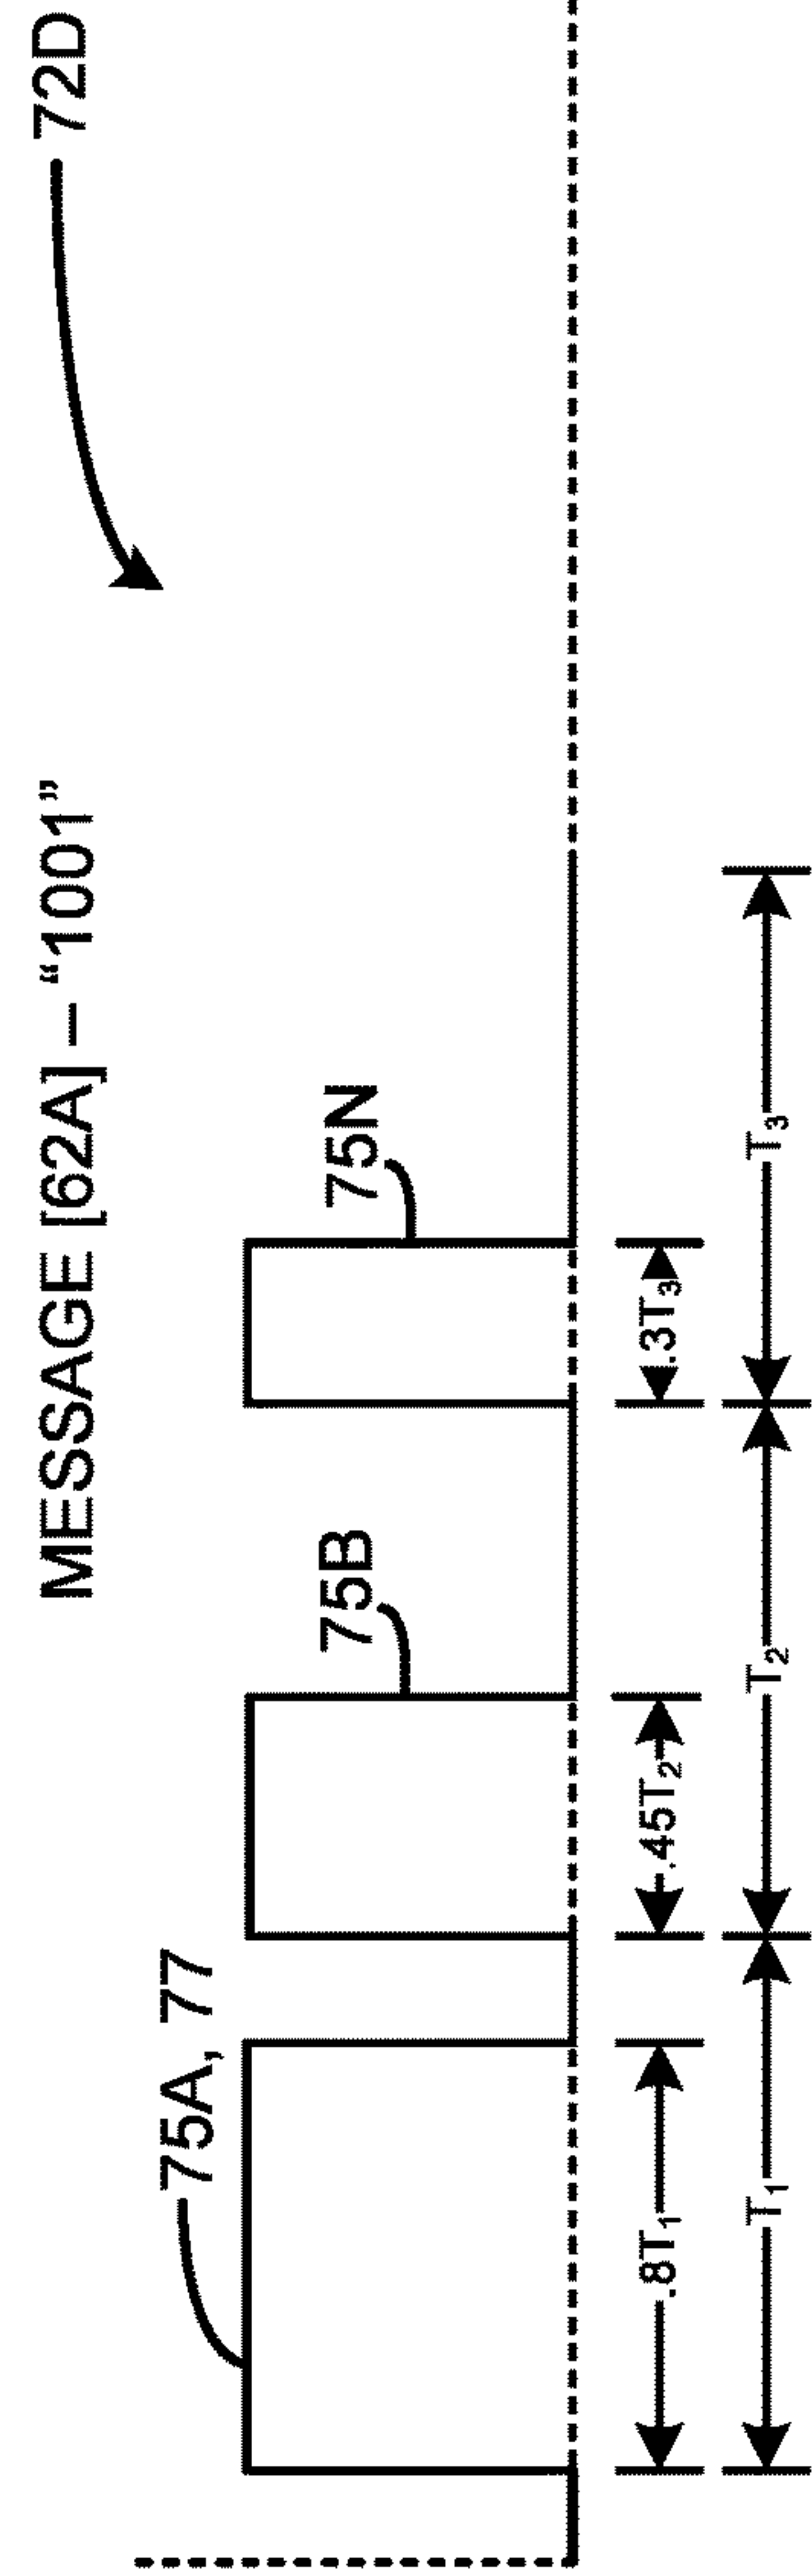 72D
MESSAGE [62A] – “1001”
75A, 77
75B
75N
.8T₁
.45T₂
.3T₃
T₁
T₂
T₃